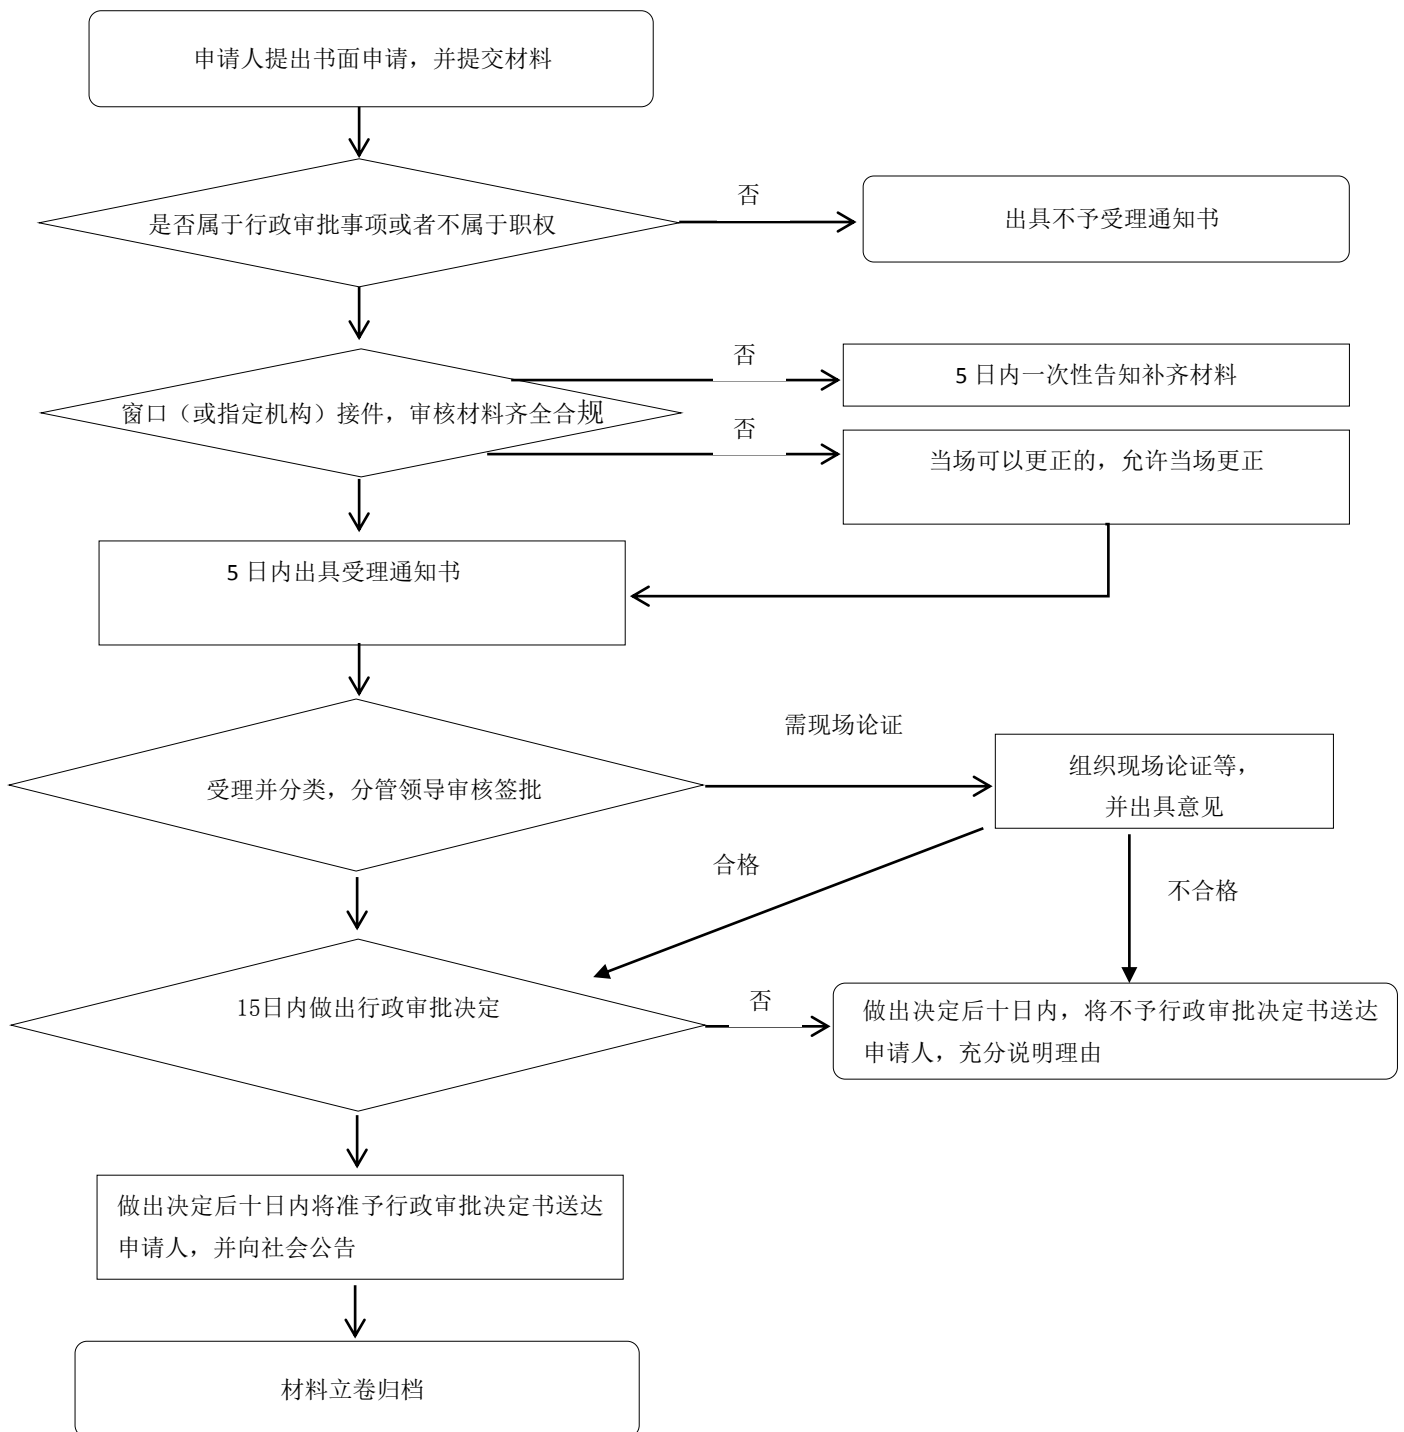 申请人提出书面申请，并提交材料
是否属于行政审批事项或者不属于职权
否
出具不予受理通知书
否
5 日内一次性告知补齐材料
窗口（或指定机构）接件，审核材料齐全合规
否
当场可以更正的，允许当场更正
5 日内出具受理通知书
需现场论证
受理并分类，分管领导审核签批
组织现场论证等，
并出具意见
合格
不合格
15日内做出行政审批决定
否
做出决定后十日内，将不予行政审批决定书送达
申请人，充分说明理由
做出决定后十日内将准予行政审批决定书送达
申请人，并向社会公告
材料立卷归档